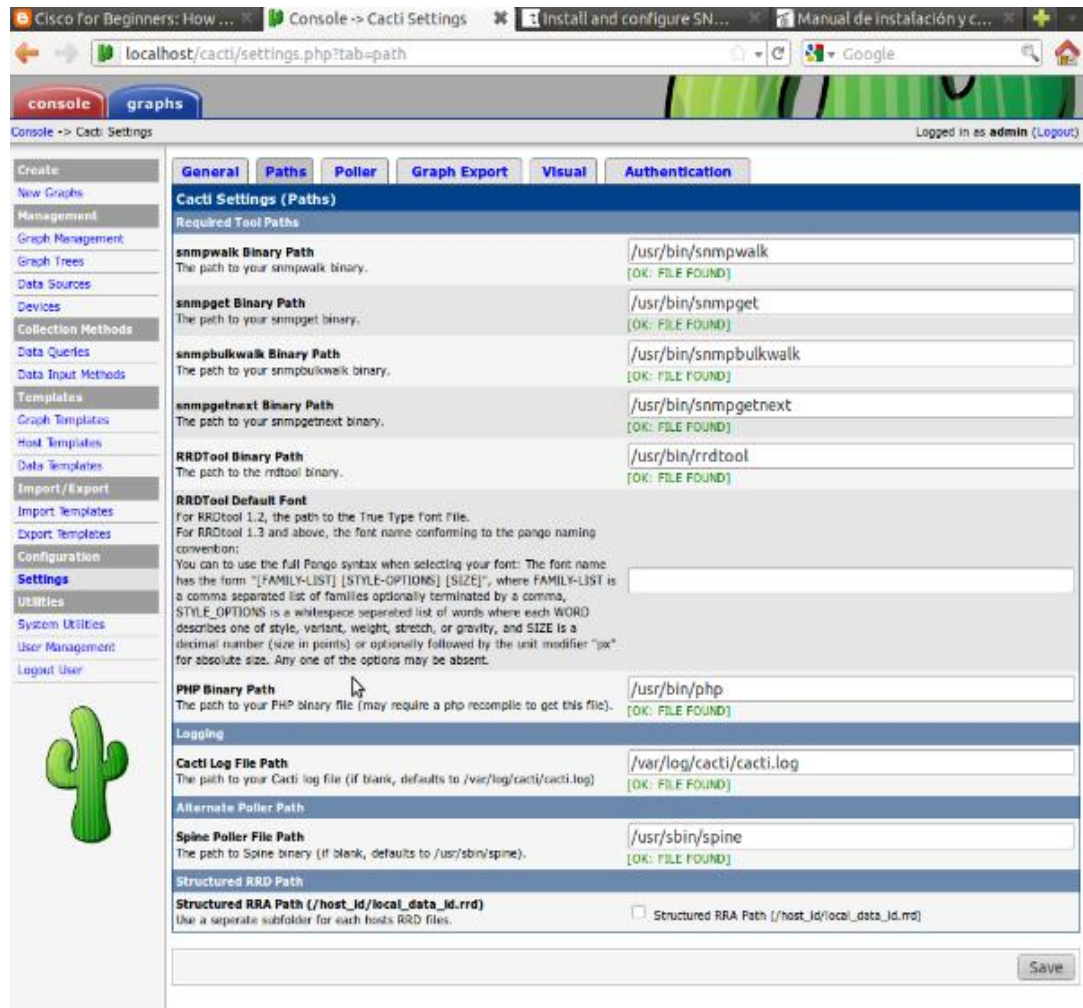 Cisco for Beginners: How ...
Console -> Cacti Settings
Install and configure SN...
Manual de instalación y c...
localhost/cacti/settings.php?tab=path
Google
console
graphs
Console -> Cacti Settings
Logged in as admin (Logout)
Create
New Graphs
Management
Graph Management
Graph Trees
Data Sources
Devices
Collection Methods
Data Queries
Data Input Methods
Templates
Graph Templates
Host Templates
Data Templates
Import/Export
Import Templates
Export Templates
Configuration
Settings
Utilities
System Utilities
User Management
Logout User
General
Paths
Poller
Graph Export
Visual
Authentication
Cacti Settings (Paths)
Required Tool Paths
snmpwalk Binary Path
The path to your snmpwalk binary.
/usr/bin/snmpwalk
[OK: FILE FOUND]
snmpget Binary Path
The path to your snmpget binary.
/usr/bin/snmpget
[OK: FILE FOUND]
snmpbulkwalk Binary Path
The path to your snmpbulkwalk binary.
/usr/bin/snmpbulkwalk
[OK: FILE FOUND]
snmpgetnext Binary Path
The path to your snmpgetnext binary.
/usr/bin/snmpgetnext
[OK: FILE FOUND]
RRDTool Binary Path
The path to the rrdtool binary.
/usr/bin/rrdtool
[OK: FILE FOUND]
RRDTool Default Font
For RRDtool 1.2, the path to the True Type Font File.
For RRDtool 1.3 and above, the font name conforming to the pango naming
convention:
You can to use the full Pango syntax when selecting your font: The font name
has the form "[FAMILY-LIST] [STYLE-OPTIONS] [SIZE]", where FAMILY-LIST is
a comma separated list of families optionally terminated by a comma,
STYLE_OPTIONS is a whitespace separated list of words where each WORD
describes one of style, variant, weight, stretch, or gravity, and SIZE is a
decimal number (size in points) or optionally followed by the unit modifier "px"
for absolute size. Any one of the options may be absent.
PHP Binary Path
The path to your PHP binary file (may require a php recompile to get this file).
/usr/bin/php
[OK: FILE FOUND]
Logging
Cacti Log File Path
The path to your Cacti log file (if blank, defaults to /var/log/cacti/cacti.log)
/var/log/cacti/cacti.log
[OK: FILE FOUND]
Alternate Poller Path
Spine Poller File Path
The path to Spine binary (if blank, defaults to /usr/sbin/spine).
/usr/sbin/spine
[OK: FILE FOUND]
Structured RRD Path
Structured RRA Path (/host_id/local_data_id.rrd)
Use a seperate subfolder for each hosts RRD files.
Structured RRA Path (/host_id/local_data_id.rrd)
Save